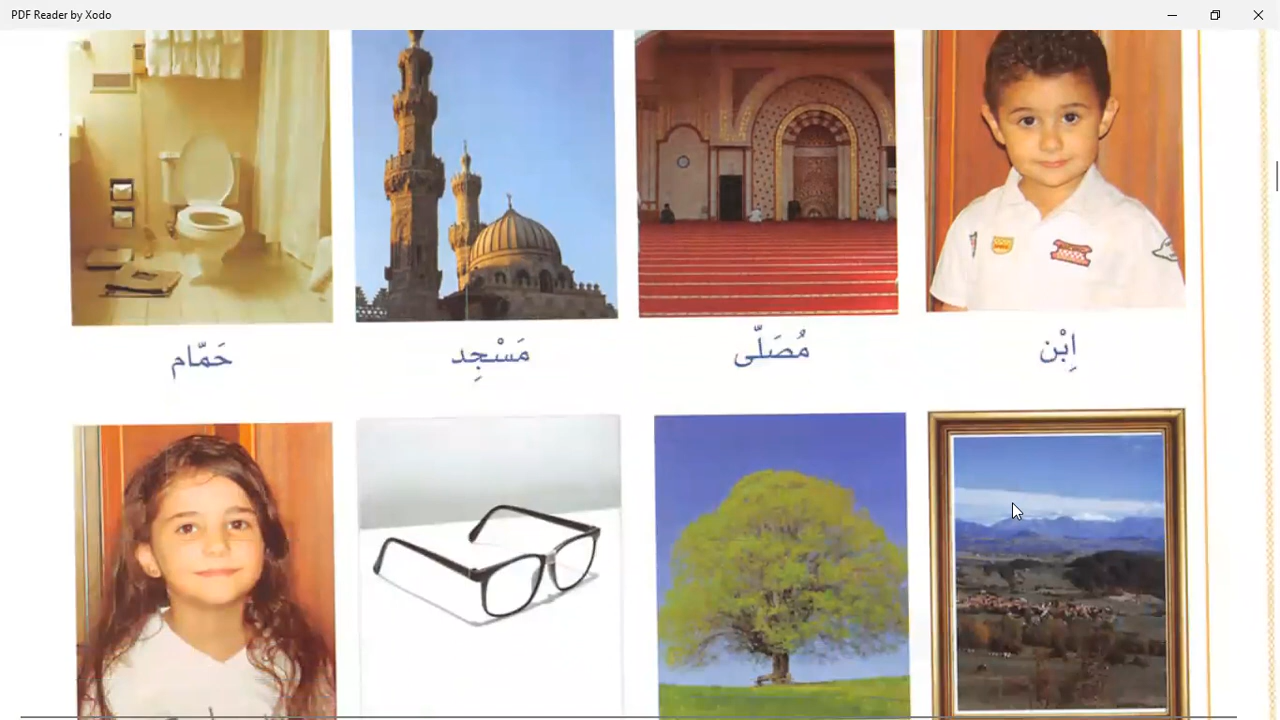 PDF Reader by Xodo
اِبْن مُصَلّى مَسْجِد حَمّام